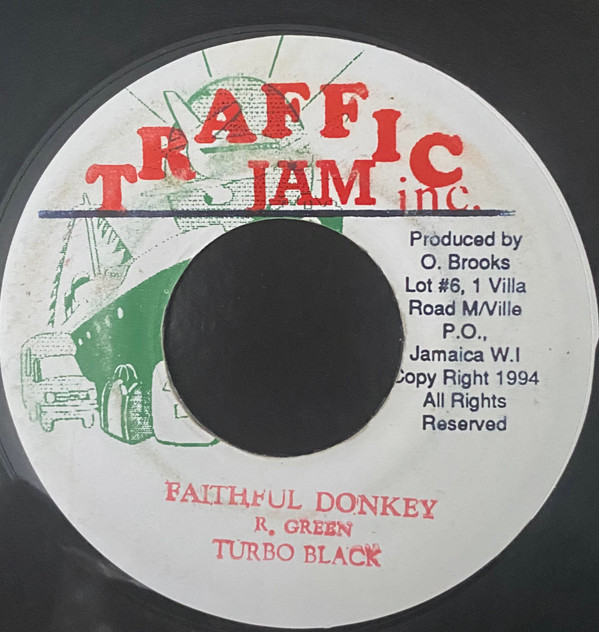 TRAFFIC
JAM inc.
Produced by
O. Brooks
Lot #6, 1 Villa
Road M/Ville
P.O.,
Jamaica W.I
Copy Right 1994
All Rights
Reserved
FAITHFUL DONKEY
R. GREEN
TURBO BLACK